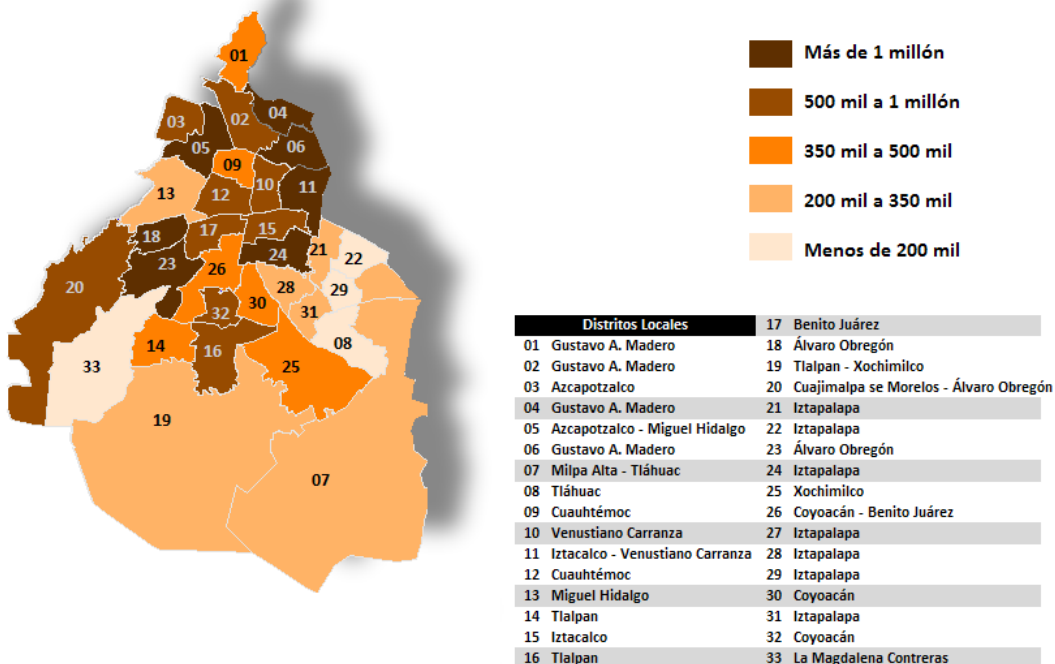 01
04
02
03
05
06
09
10
11
13
12
17
15
18
24
21
22
23
26
20
28
29
30
31
32
08
14
16
33
25
19
07
Más de 1 millón
500 mil a 1 millón
350 mil a 500 mil
200 mil a 350 mil
Menos de 200 mil
Distritos Locales
01 Gustavo A. Madero
02 Gustavo A. Madero
03 Azcapotzalco
04 Gustavo A. Madero
05 Azcapotzalco - Miguel Hidalgo
06 Gustavo A. Madero
07 Milpa Alta - Tláhuac
08 Tláhuac
09 Cuauhtémoc
10 Venustiano Carranza
11 Iztacalco - Venustiano Carranza
12 Cuauhtémoc
13 Miguel Hidalgo
14 Tlalpan
15 Iztacalco
16 Tlalpan
17 Benito Juárez
18 Álvaro Obregón
19 Tlalpan - Xochimilco
20 Cuajimalpa se Morelos - Álvaro Obregón
21 Iztapalapa
22 Iztapalapa
23 Álvaro Obregón
24 Iztapalapa
25 Xochimilco
26 Coyoacán - Benito Juárez
27 Iztapalapa
28 Iztapalapa
29 Iztapalapa
30 Coyoacán
31 Iztapalapa
32 Coyoacán
33 La Magdalena Contreras